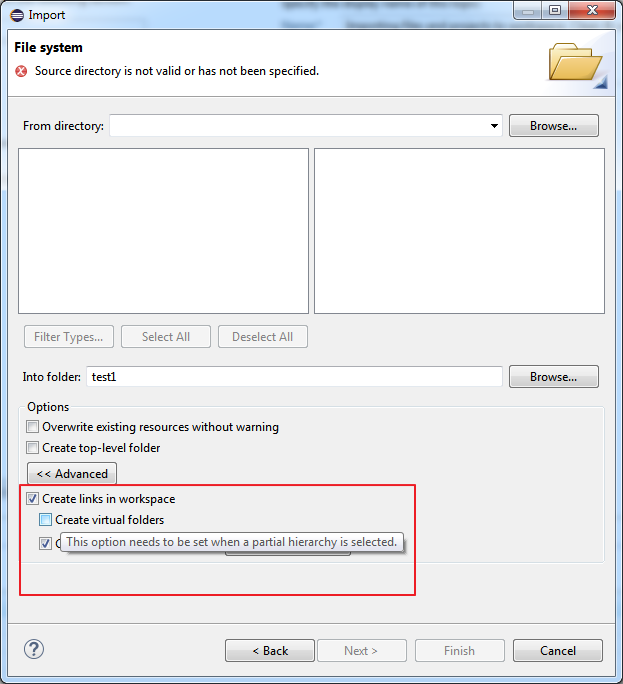 Import
File system
Source directory is not valid or has not been specified.
From directory:
Browse...
Filter Types...
Select All
Deselect All
Into folder:
test1
Browse...
Options
Overwrite existing resources without warning
Create top-level folder
<< Advanced
Create links in workspace
Create virtual folders
This option needs to be set when a partial hierarchy is selected.
?
< Back
Next >
Finish
Cancel